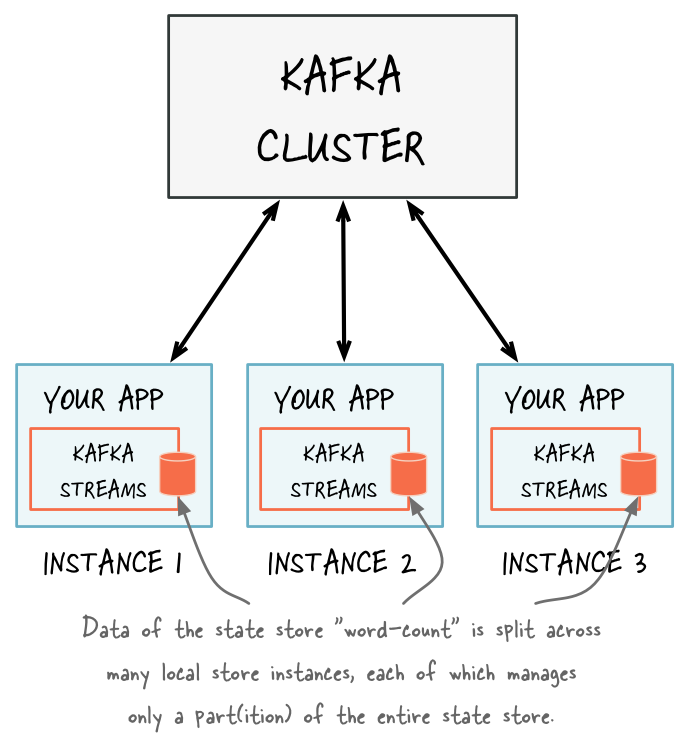 KAFKA
CLUSTER
YOUR APP
KAFKA
STREAMS
INSTANCE 1
YOUR APP
KAFKA
STREAMS
INSTANCE 2
YOUR APP
KAFKA
STREAMS
INSTANCE 3
Data of the state store "word-count" is split across
many local store instances, each of which manages
only a part(ition) of the entire state store.